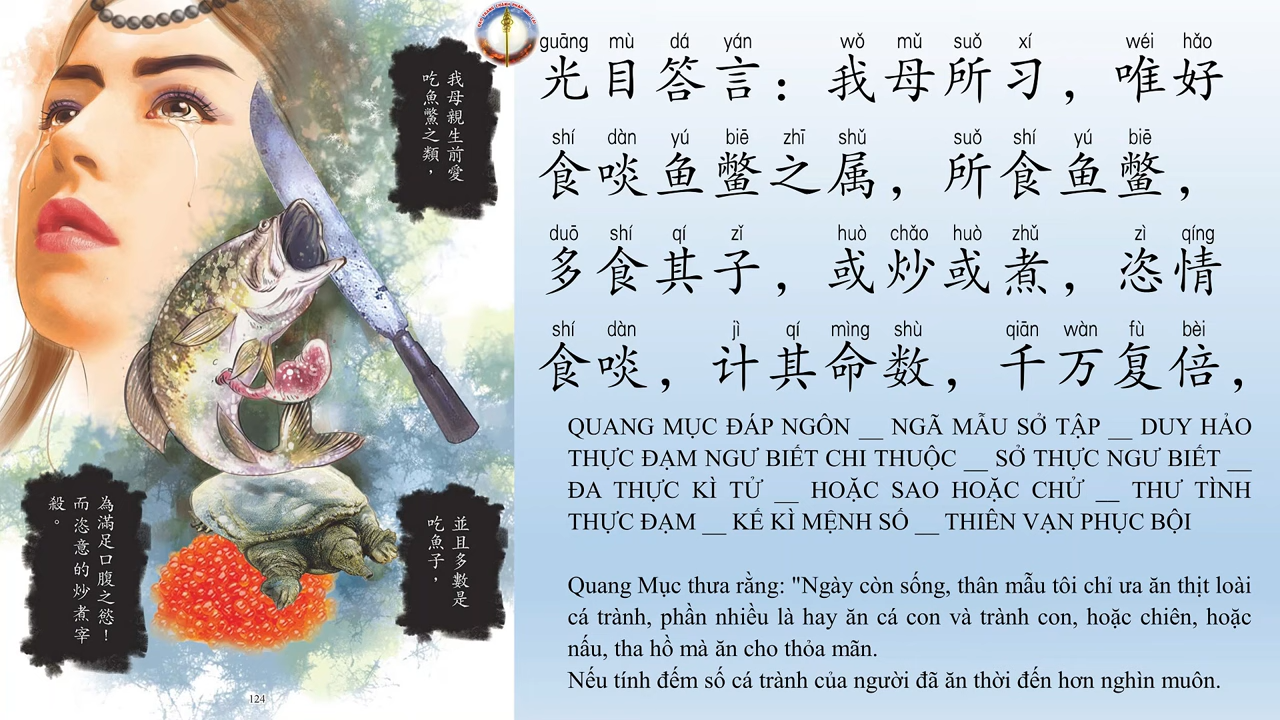 我母親生前愛
吃魚鱉之類，
並且多數是
吃魚子，
為滿足口腹之慾！
而恣意的炒煮宰
殺。
124
guāng mù dá yán wǒ mǔ suǒ xí wéi hǎo
光目答言：我母所习，唯好
shí dàn yú biē zhī shǔ suǒ shí yú biē
食啖鱼鳖之属，所食鱼鳖，
duō shí qí zǐ huò chǎo huò zhǔ zì qíng
多食其子，或炒或煮，恣情
shí dàn jì qí mìng shù qiān wàn fù bèi
食啖，计其命数，千万复倍，
QUANG MỤC ĐÁP NGÔN __ NGÃ MẪU SỞ TẬP __ DUY HẢO
THỰC ĐẠM NGƯ BIẾT CHI THUỘC __ SỞ THỰC NGƯ BIẾT __
ĐA THỰC KÌ TỬ __ HOẶC SAO HOẶC CHỬ __ THƯ TÌNH
THỰC ĐẠM __ KẾ KÌ MỆNH SỐ __ THIÊN VẠN PHỤC BỘI
Quang Mục thưa rằng: "Ngày còn sống, thân mẫu tôi chỉ ưa ăn thịt loài
cá trành, phần nhiều là hay ăn cá con và trành con, hoặc chiên, hoặc
nấu, tha hồ mà ăn cho thỏa mãn.
Nếu tính đếm số cá trành của người đã ăn thời đến hơn nghìn muôn.